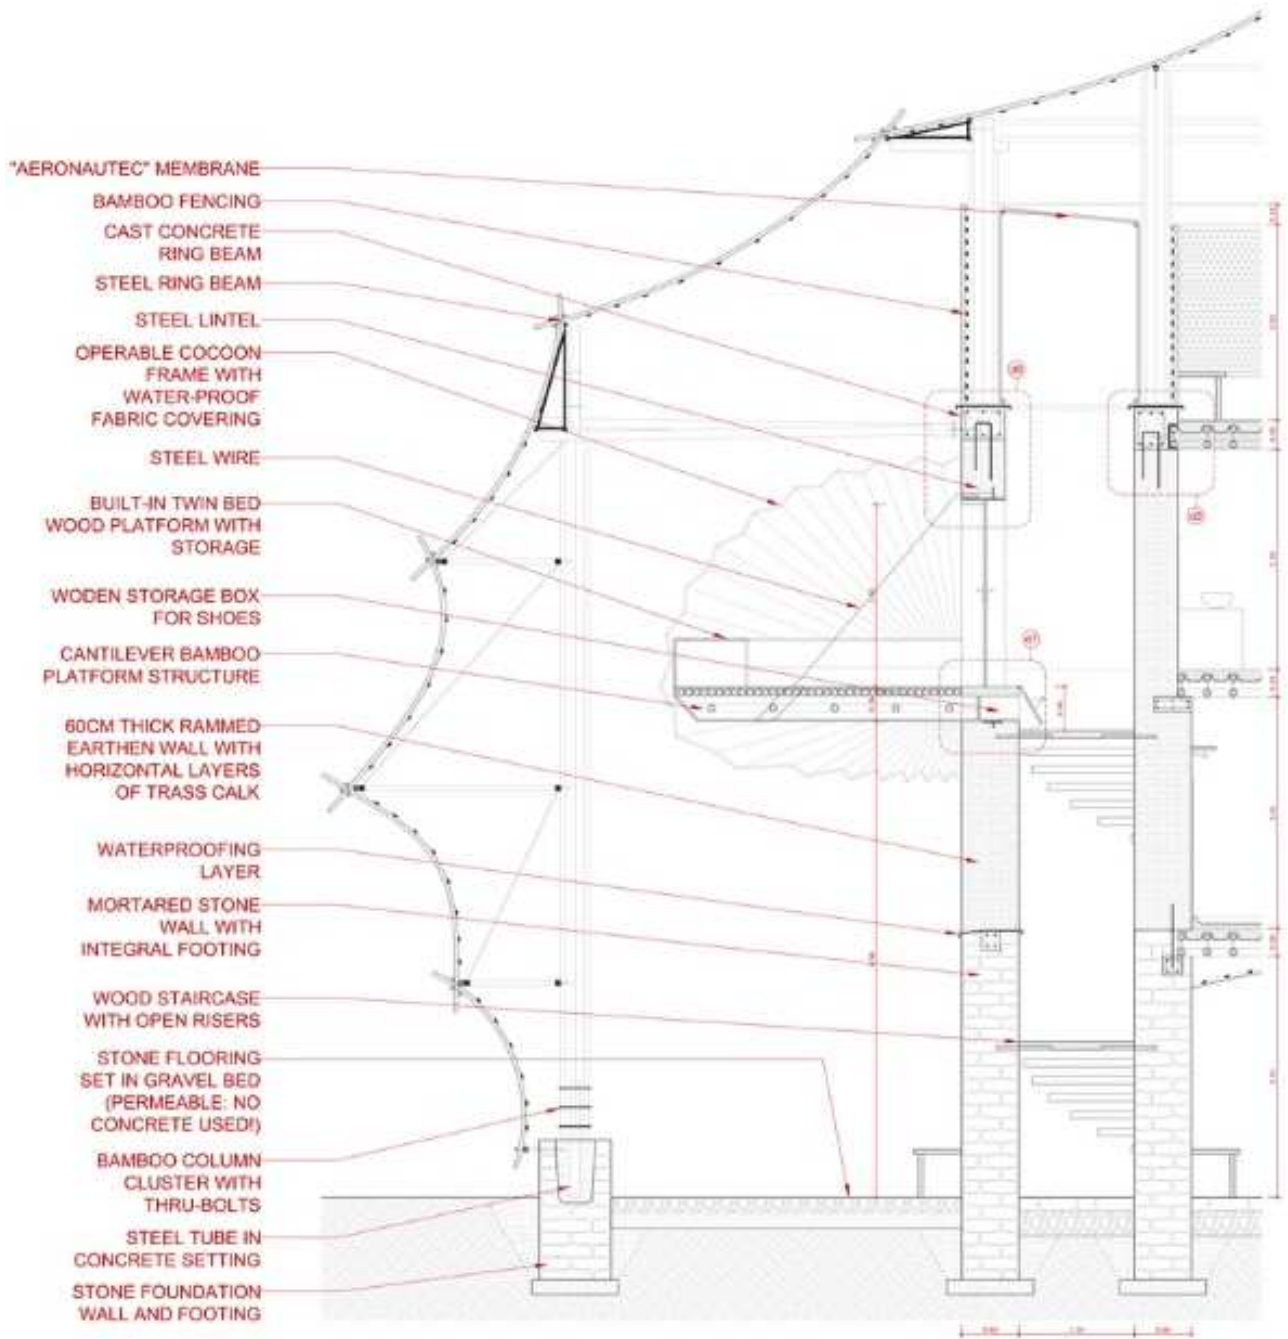 "AERONAUTEC" MEMBRANE
BAMBOO FENCING
CAST CONCRETE
RING BEAM
STEEL RING BEAM
STEEL LINTEL
OPERABLE COCOON
FRAME WITH
WATER-PROOF
FABRIC COVERING
STEEL WIRE
BUILT-IN TWIN BED
WOOD PLATFORM WITH
STORAGE
WODEN STORAGE BOX
FOR SHOES
CANTILEVER BAMBOO
PLATFORM STRUCTURE
60CM THICK RAMMED
EARTHEN WALL WITH
HORIZONTAL LAYERS
OF TRASS CALK
WATERPROOFING
LAYER
MORTARED STONE
WALL WITH
INTEGRAL FOOTING
WOOD STAIRCASE
WITH OPEN RISERS
STONE FLOORING
SET IN GRAVEL BED
(PERMEABLE: NO
CONCRETE USED!)
BAMBOO COLUMN
CLUSTER WITH
THRU-BOLTS
STEEL TUBE IN
CONCRETE SETTING
STONE FOUNDATION
WALL AND FOOTING